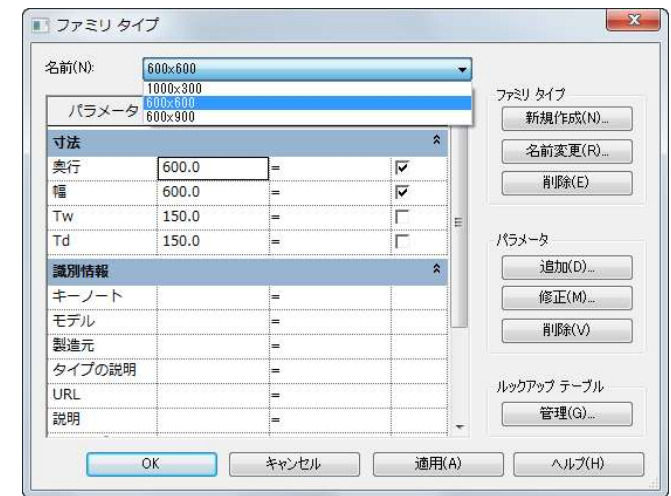 ファミリ タイプ
名前(N):
600x600
1000x300
600x600
600x900
パラメータ
寸法
奥行 600.0 =
幅 600.0 =
Tw 150.0 =
Td 150.0 =
識別情報
キーノート =
モデル =
製造元 =
タイプの説明 =
URL =
説明 =
ファミリ タイプ
新規作成(N)...
名前変更(R)...
削除(E)
パラメータ
追加(D)...
修正(M)...
削除(V)
ルックアップ テーブル
管理(G)...
OK
キャンセル
適用(A)
ヘルプ(H)